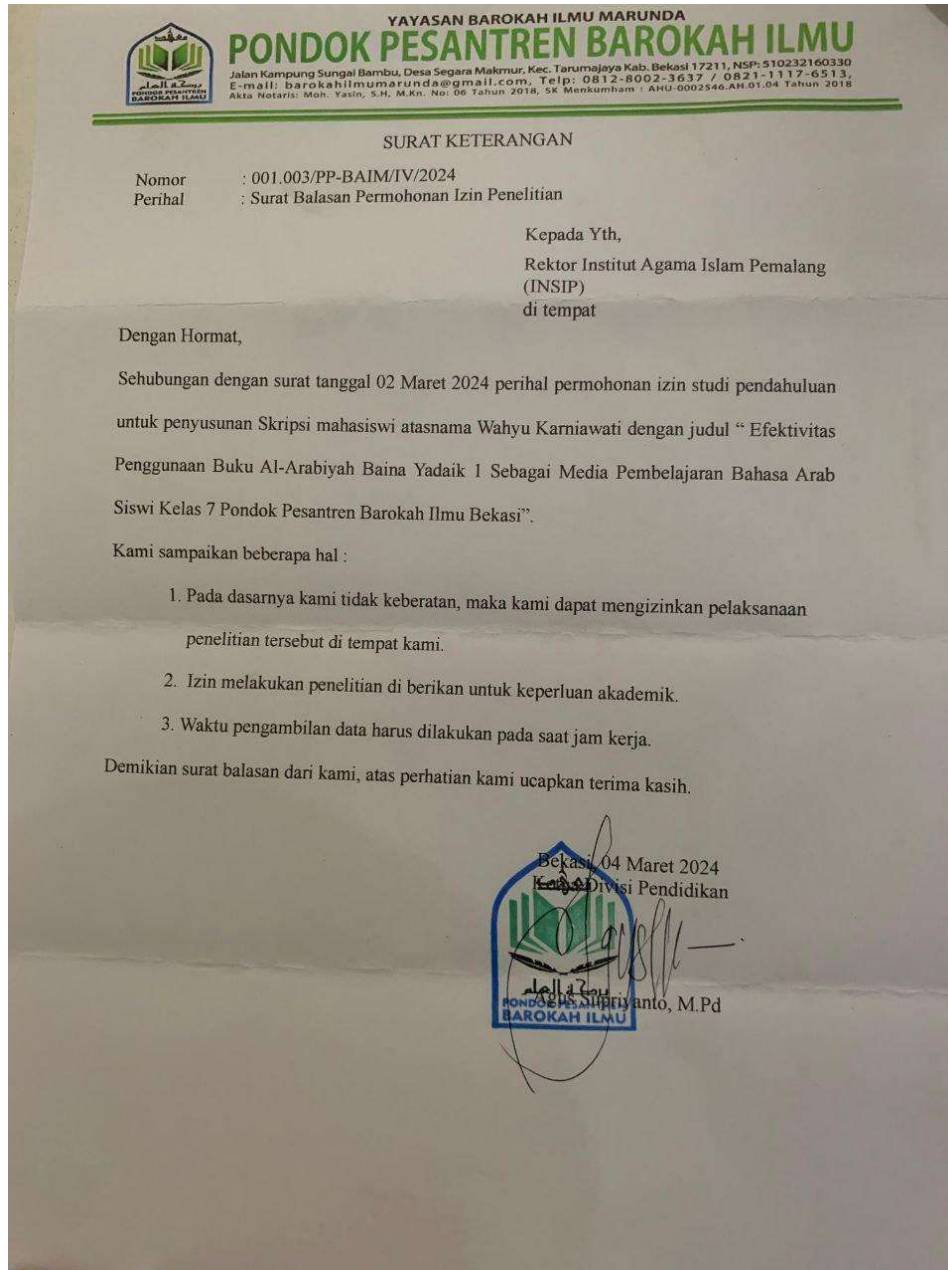 YAYASAN BAROKAH ILMU MARUNDA
PONDOK PESANTREN BAROKAH ILMU
Jalan Kampung Sungai Bambu, Desa Segara Makmur, Kec. Tarumajaya Kab. Bekasi 17211, NSP: 510232160330
E-mail: barokahilmumarunda@gmail.com, Telp: 0812-8002-3637 / 0821-1117-6513,
Akta Notaris: Moh. Yasin, S.H, M.Kn. No: 06 Tahun 2018, SK Menkumham : AHU-0002546.AH.01.04 Tahun 2018
PONDOK PESANTREN
BAROKAH ILMU
SURAT KETERANGAN
Nomor : 001.003/PP-BAIM/IV/2024
Perihal : Surat Balasan Permohonan Izin Penelitian
Kepada Yth,
Rektor Institut Agama Islam Pemalang
(INSIP)
di tempat
Dengan Hormat,
Sehubungan dengan surat tanggal 02 Maret 2024 perihal permohonan izin studi pendahuluan
untuk penyusunan Skripsi mahasiswi atasnama Wahyu Karniawati dengan judul “ Efektivitas
Penggunaan Buku Al-Arabiyah Baina Yadaik 1 Sebagai Media Pembelajaran Bahasa Arab
Siswi Kelas 7 Pondok Pesantren Barokah Ilmu Bekasi”.
Kami sampaikan beberapa hal :
1. Pada dasarnya kami tidak keberatan, maka kami dapat mengizinkan pelaksanaan
penelitian tersebut di tempat kami.
2. Izin melakukan penelitian di berikan untuk keperluan akademik.
3. Waktu pengambilan data harus dilakukan pada saat jam kerja.
Demikian surat balasan dari kami, atas perhatian kami ucapkan terima kasih.
Bekasi, 04 Maret 2024
Divisi Pendidikan
Agus Supriyanto, M.Pd
PONDOK PESANTREN
BAROKAH ILMU